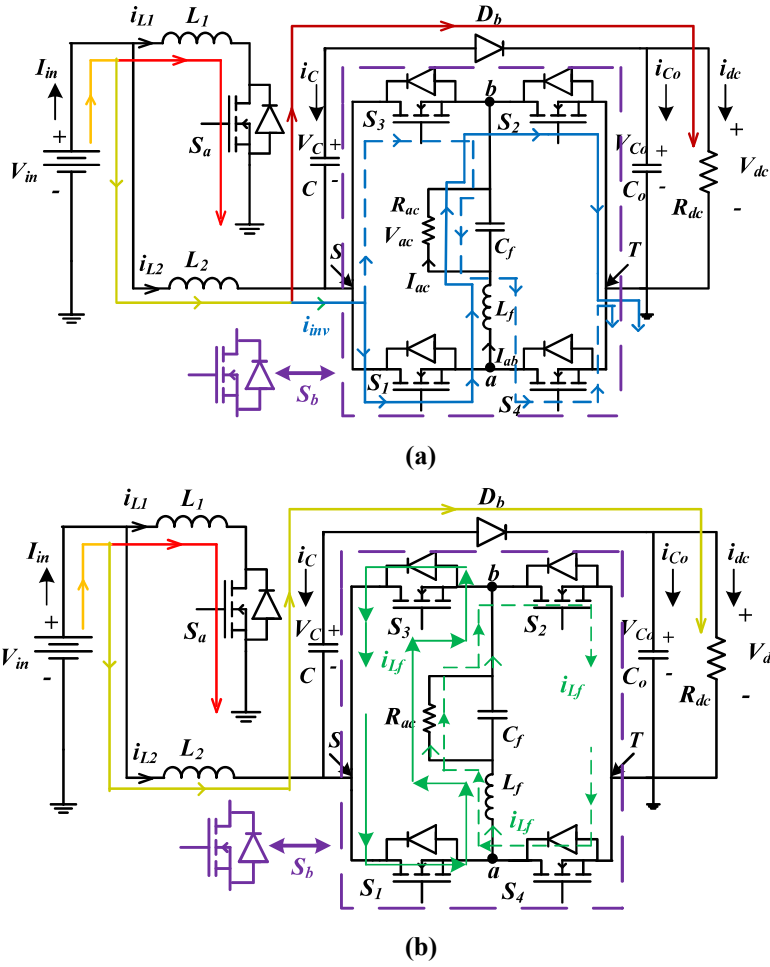 iL1 L1 Db
Iin iC b iCo idc
S3 S2
Sa VC + VCo + +
Vin + - C - Co - Vdc -
Rac Rdc
Vac Cf
S T
iL2 L2 Iac Lf
iinv Iab
Sb S1 a S4
(a)
iL1 L1 Db
Iin iC b iCo idc
S3 S2
Sa VC + VCo + +
Vin + - C iLf iLf - Co - Vd -
Rac Rdc
Cf
S T
iL2 L2 Lf
iLf
Sb S1 a S4
(b)